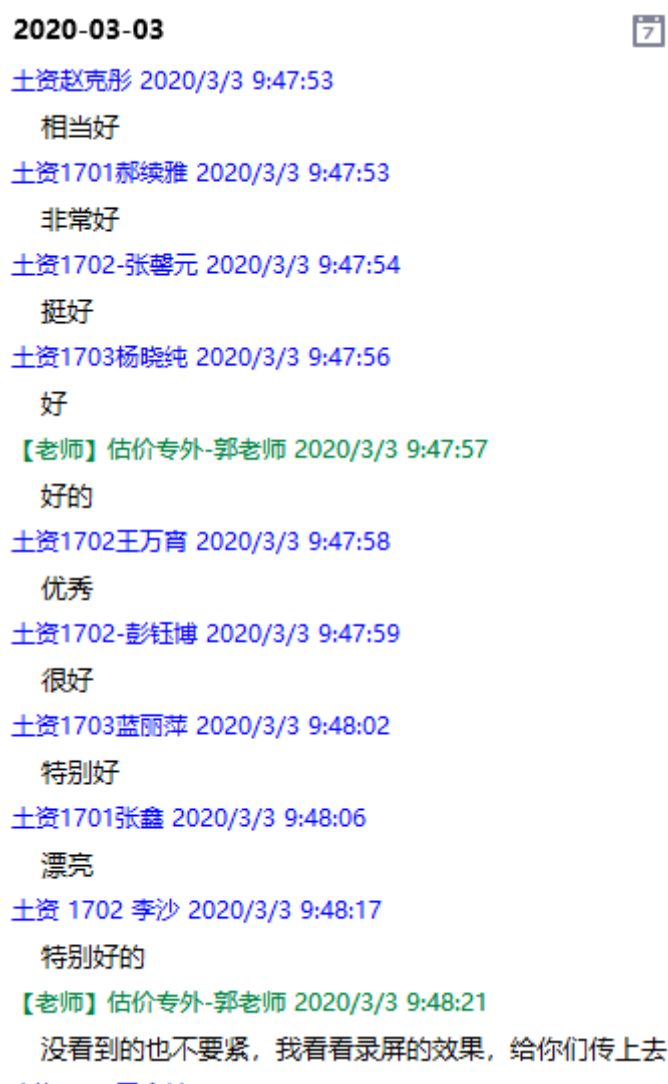 2020-03-03
7
土资赵克彤 2020/3/3 9:47:53
相当好
土资1701郝续雅 2020/3/3 9:47:53
非常好
土资1702-张馨元 2020/3/3 9:47:54
挺好
土资1703杨晓纯 2020/3/3 9:47:56
好
【老师】估价专外-郭老师 2020/3/3 9:47:57
好的
土资1702王万宵 2020/3/3 9:47:58
优秀
土资1702-彭钰博 2020/3/3 9:47:59
很好
土资1703蓝丽萍 2020/3/3 9:48:02
特别好
土资1701张鑫 2020/3/3 9:48:06
漂亮
土资 1702 李沙 2020/3/3 9:48:17
特别好的
【老师】估价专外-郭老师 2020/3/3 9:48:21
没看到的也不要紧，我看看录屏的效果，给你们传上去